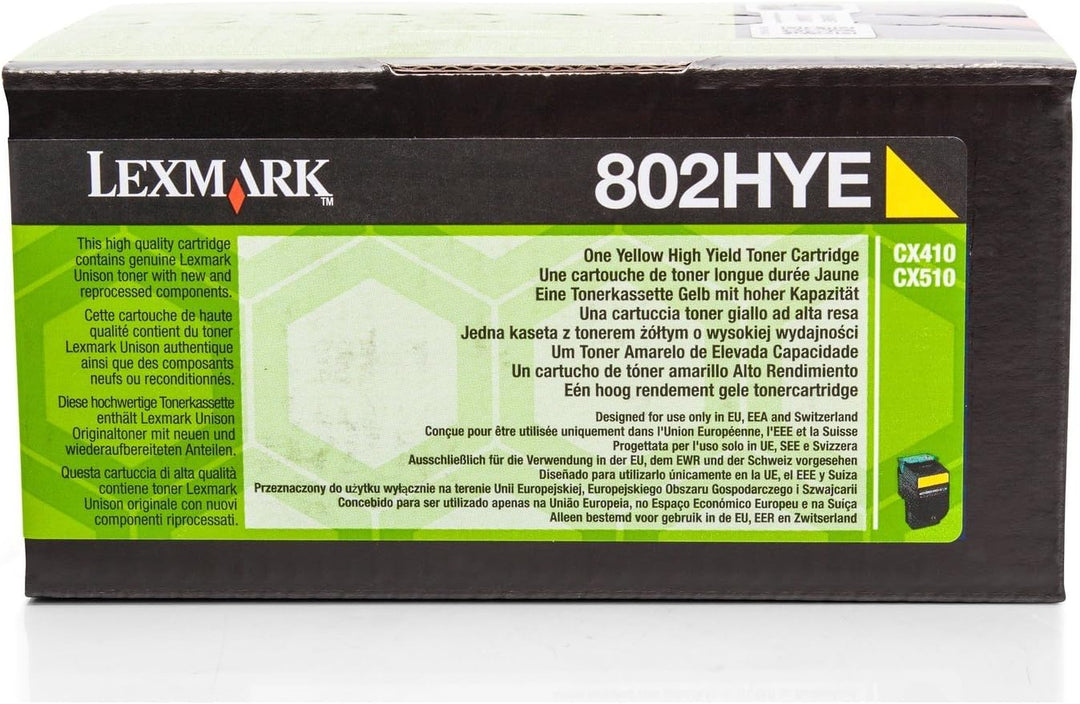 LEXMARK™
802HYE
This high quality cartridge
contains genuine Lexmark
Unison toner with new and
reprocessed components.
Cette cartouche de haute
qualité contient du toner
Lexmark Unison authentique
ainsi que des composants
neufs ou reconditionnés.
Diese hochwertige Tonerkassette
enthält Lexmark Unison
Originaltoner mit neuen und
wiederaufbereiteten Anteilen.
Questa cartuccia di alta qualità
contiene toner Lexmark
Unison originale con nuovi
componenti riprocessati.
One Yellow High Yield Toner Cartridge
Une cartouche de toner longue durée Jaune
Eine Tonerkassette Gelb mit hoher Kapazität
Una cartuccia toner giallo ad alta resa
Jedna kaseta z tonerem żółtym o wysokiej wydajności
Um Toner Amarelo de Elevada Capacidade
Un cartucho de tóner amarillo Alto Rendimiento
Eén hoog rendement gele tonercartridge
Designed for use only in EU, EEA and Switzerland
Conçue pour être utilisée uniquement dans l'Union Européenne, l'EEE et la Suisse
Progettata per l'uso solo in UE, SEE e Svizzera
Ausschließlich für die Verwendung in der EU, dem EWR und der Schweiz vorgesehen
Diseñado para utilizarlo únicamente en la UE, el EEE y Suiza
Przeznaczony do użytku wyłącznie na terenie Unii Europejskiej, Europejskiego Obszaru Gospodarczego i Szwajcarii
Concebido para ser utilizado apenas na União Europeia, no Espaço Económico Europeu e na Suiça
Alleen bestemd voor gebruik in de EU, EER en Zwitserland
CX410
CX510